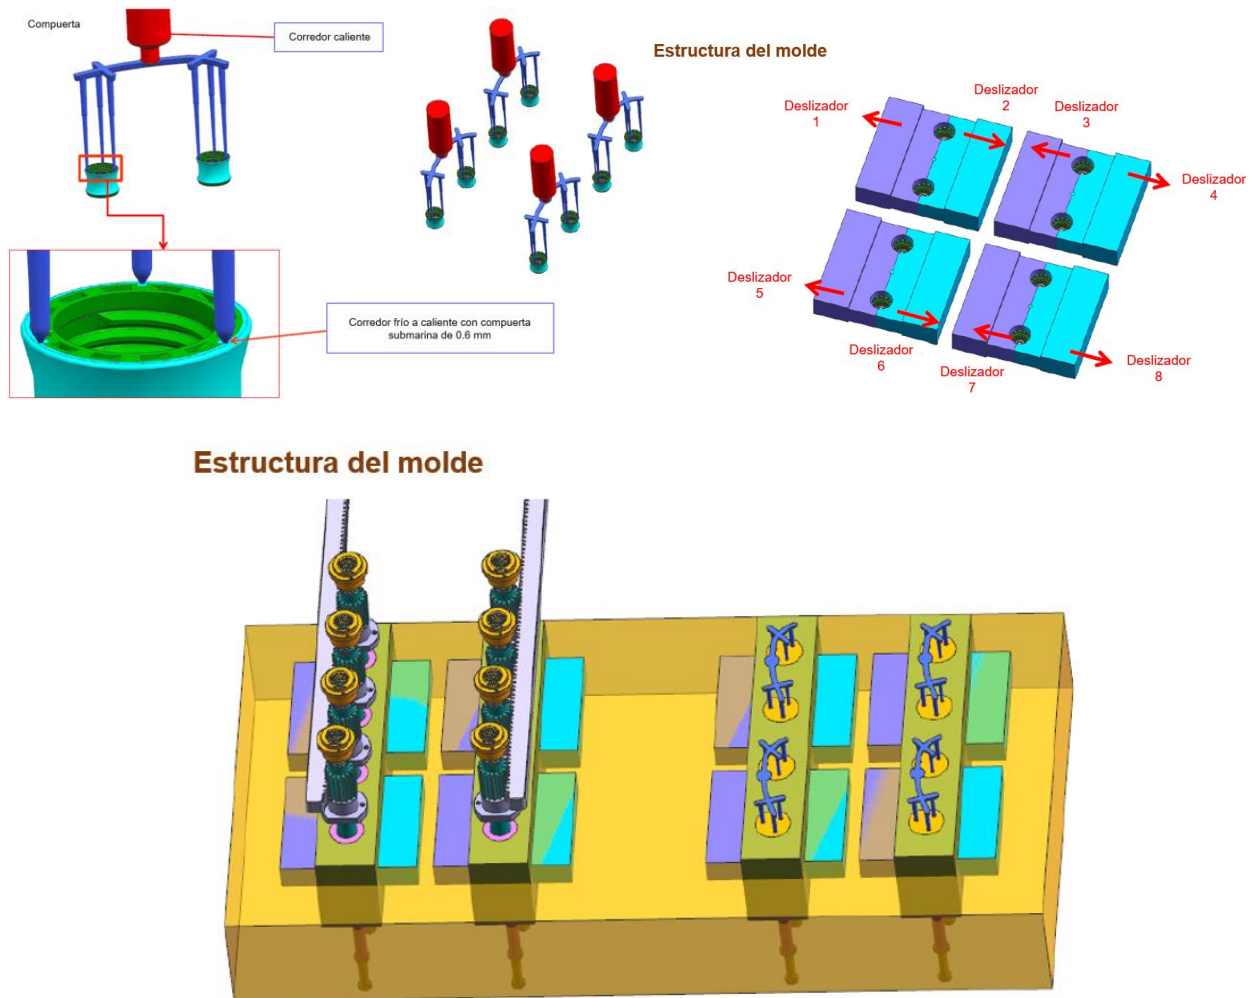 Compuerta
Corredor caliente
Corredor frío a caliente con compuerta
submarina de 0.6 mm
Estructura del molde
Deslizador
1
Deslizador
2
Deslizador
3
Deslizador
4
Deslizador
5
Deslizador
6
Deslizador
7
Deslizador
8
Estructura del molde